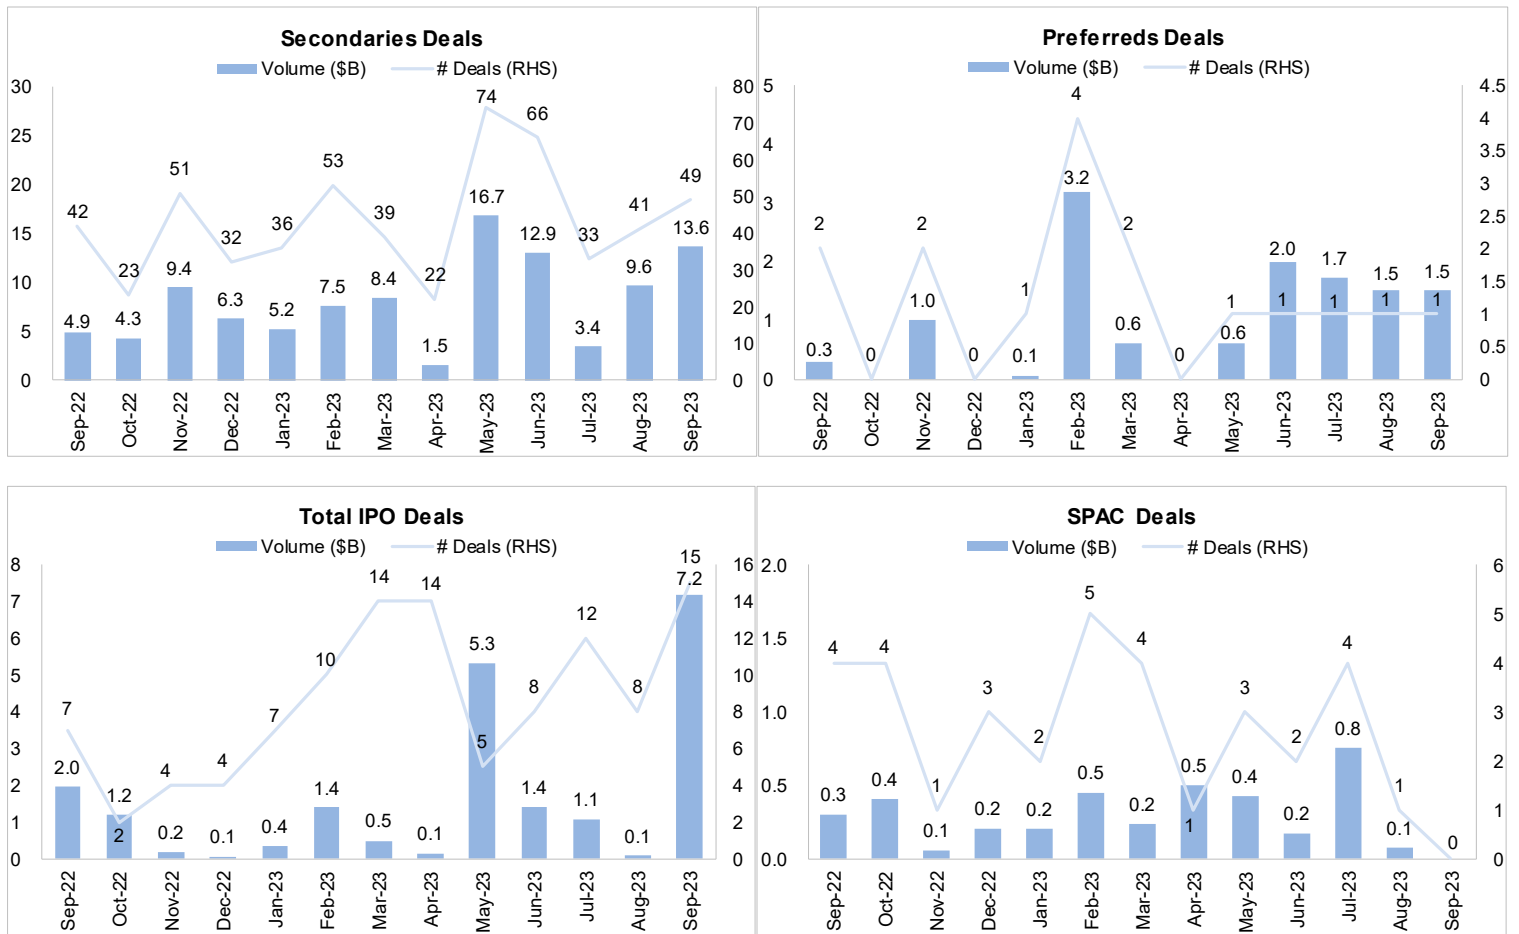 Secondaries Deals
Volume ($B) # Deals (RHS)
30 25 20 15 10 5 0
80 70 60 50 40 30 20 10 0
42 23 51 32 36 53 39 22 74 66 33 41 49
4.9 4.3 9.4 6.3 5.2 7.5 8.4 1.5 16.7 12.9 3.4 9.6 13.6
Sep-22 Oct-22 Nov-22 Dec-22 Jan-23 Feb-23 Mar-23 Apr-23 May-23 Jun-23 Jul-23 Aug-23 Sep-23
Preferreds Deals
Volume ($B) # Deals (RHS)
5 4 3 2 1 0
4.5 4 3.5 3 2.5 2 1.5 1 0.5 0
2 0 2 0 1 4 2 0 1 1 1 1 1
0.3 1.0 0.1 3.2 0.6 0.6 2.0 1.7 1.5 1.5
Sep-22 Oct-22 Nov-22 Dec-22 Jan-23 Feb-23 Mar-23 Apr-23 May-23 Jun-23 Jul-23 Aug-23 Sep-23
Total IPO Deals
Volume ($B) # Deals (RHS)
8 7 6 5 4 3 2 1 0
16 14 12 10 8 6 4 2 0
7 2 4 4 7 10 14 14 5 8 12 8 15
2.0 1.2 0.2 0.1 0.4 1.4 0.5 0.1 5.3 1.4 1.1 0.1 7.2
Sep-22 Oct-22 Nov-22 Dec-22 Jan-23 Feb-23 Mar-23 Apr-23 May-23 Jun-23 Jul-23 Aug-23 Sep-23
SPAC Deals
Volume ($B) # Deals (RHS)
2.0 1.5 1.0 0.5 0.0
6 5 4 3 2 1 0
4 4 1 3 2 5 4 1 3 2 4 1 0
0.3 0.4 0.1 0.2 0.2 0.5 0.2 0.5 0.4 0.2 0.8 0.1
Sep-22 Oct-22 Nov-22 Dec-22 Jan-23 Feb-23 Mar-23 Apr-23 May-23 Jun-23 Jul-23 Aug-23 Sep-23